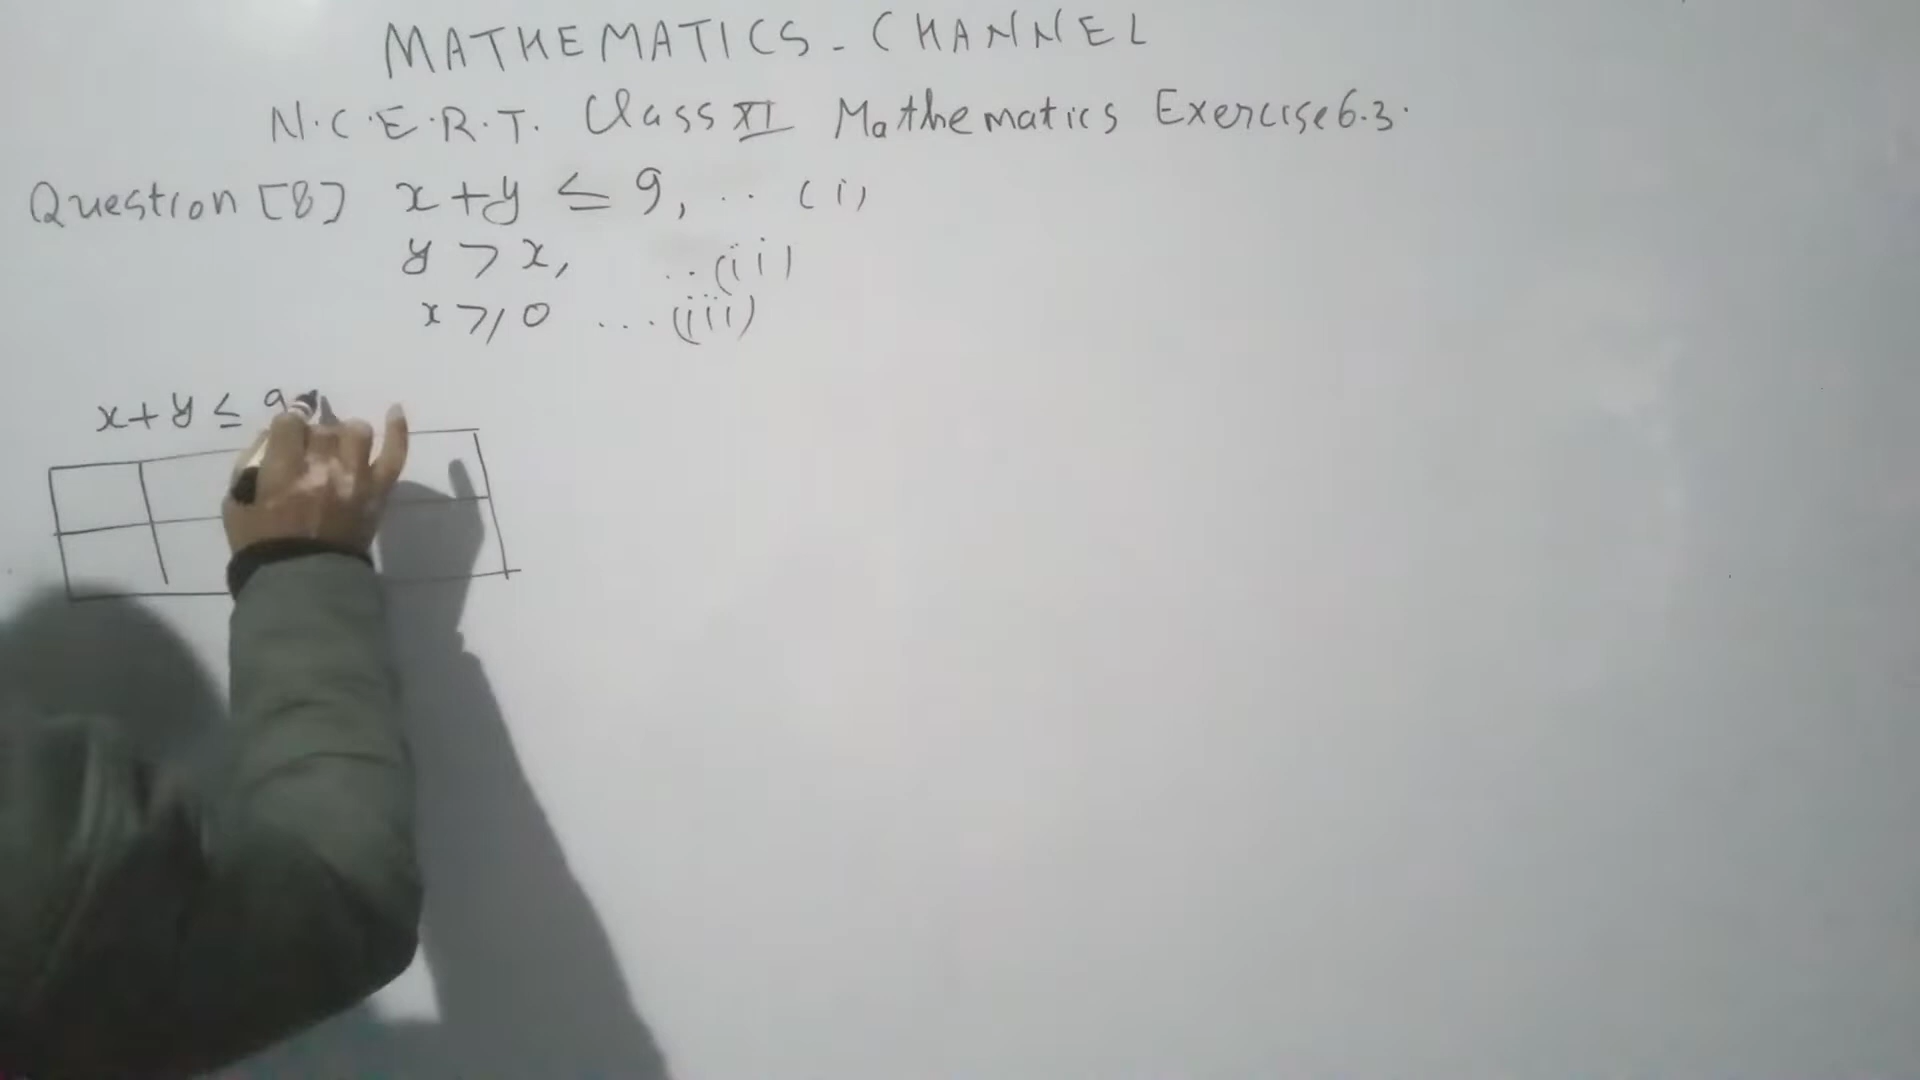 MATHEMATICS - CHANNEL
N.C.E.R.T. Class XI Mathematics Exercise 6.3.
Question [8] x+y ≤ 9, .. (i)
y > x, ..(ii)
x ≥ 0 ...(iii)
x+y ≤ 9